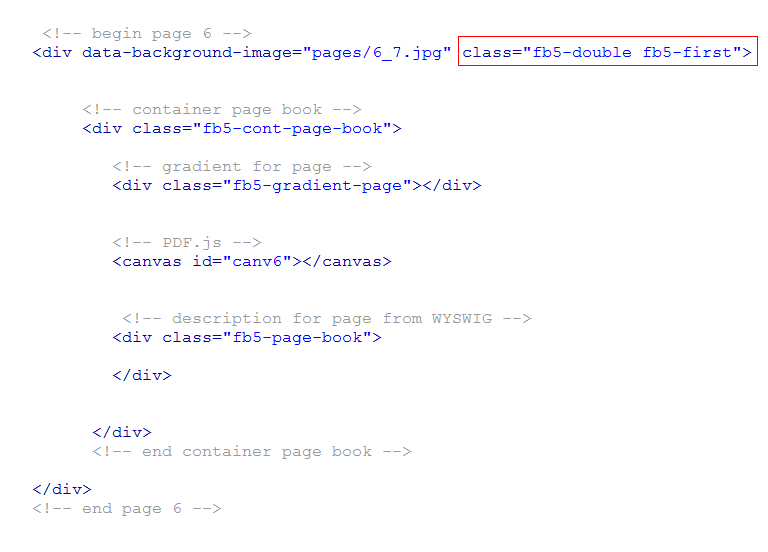 <!-- begin page 6 -->
<div data-background-image="pages/6_7.jpg" class="fb5-double fb5-first">
<!-- container page book -->
<div class="fb5-cont-page-book">
<!-- gradient for page -->
<div class="fb5-gradient-page"></div>
<!-- PDF.js -->
<canvas id="canv6"></canvas>
<!-- description for page from WYSWIG -->
<div class="fb5-page-book">
</div>
</div>
<!-- end container page book -->
</div>
<!-- end page 6 -->